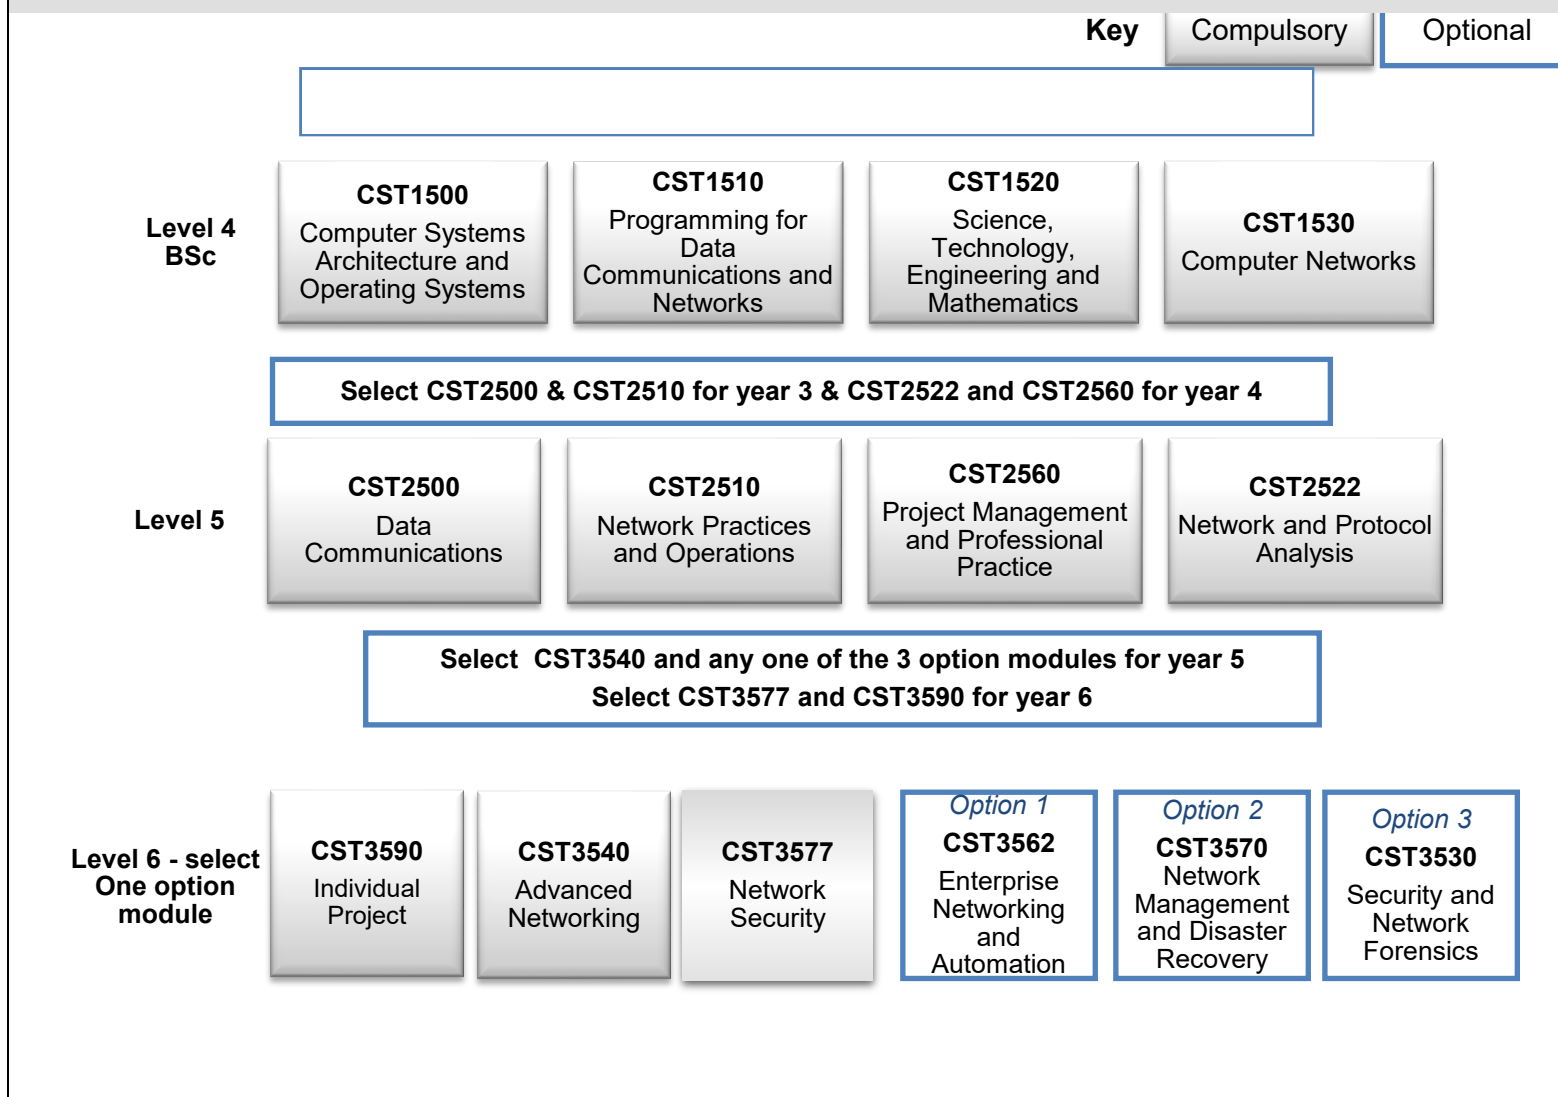 Key Compulsory Optional
Level 4
BSc
CST1500
Computer Systems
Architecture and
Operating Systems
CST1510
Programming for
Data
Communications and
Networks
CST1520
Science,
Technology,
Engineering and
Mathematics
CST1530
Computer Networks
Select CST2500 & CST2510 for year 3 & CST2522 and CST2560 for year 4
Level 5
CST2500
Data
Communications
CST2510
Network Practices
and Operations
CST2560
Project Management
and Professional
Practice
CST2522
Network and Protocol
Analysis
Select CST3540 and any one of the 3 option modules for year 5
Select CST3577 and CST3590 for year 6
Level 6 - select
One option
module
CST3590
Individual
Project
CST3540
Advanced
Networking
CST3577
Network
Security
Option 1
CST3562
Enterprise
Networking
and
Automation
Option 2
CST3570
Network
Management
and Disaster
Recovery
Option 3
CST3530
Security and
Network
Forensics